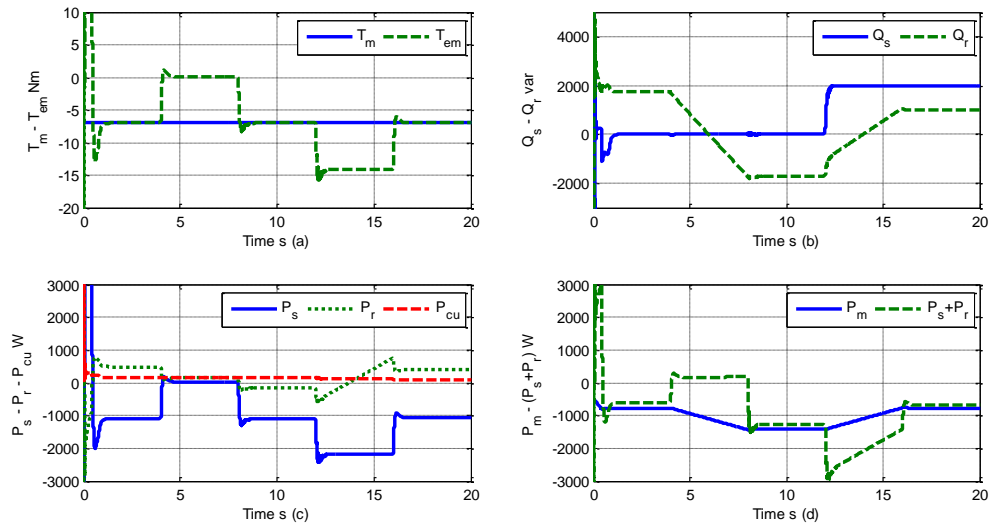 T_m T_em
T_m - T_em Nm
10
5
0
-5
-10
-15
-20
0 5 10 15 20
Time s (a)
Q_s Q_r
Q_s - Q_r var
4000
2000
0
-2000
0 5 10 15 20
Time s (b)
P_s P_r P_cu
P_s - P_r - P_cu W
3000
2000
1000
0
-1000
-2000
-3000
0 5 10 15 20
Time s (c)
P_m P_s+P_r
P_m - (P_s+P_r) W
3000
2000
1000
0
-1000
-2000
-3000
0 5 10 15 20
Time s (d)